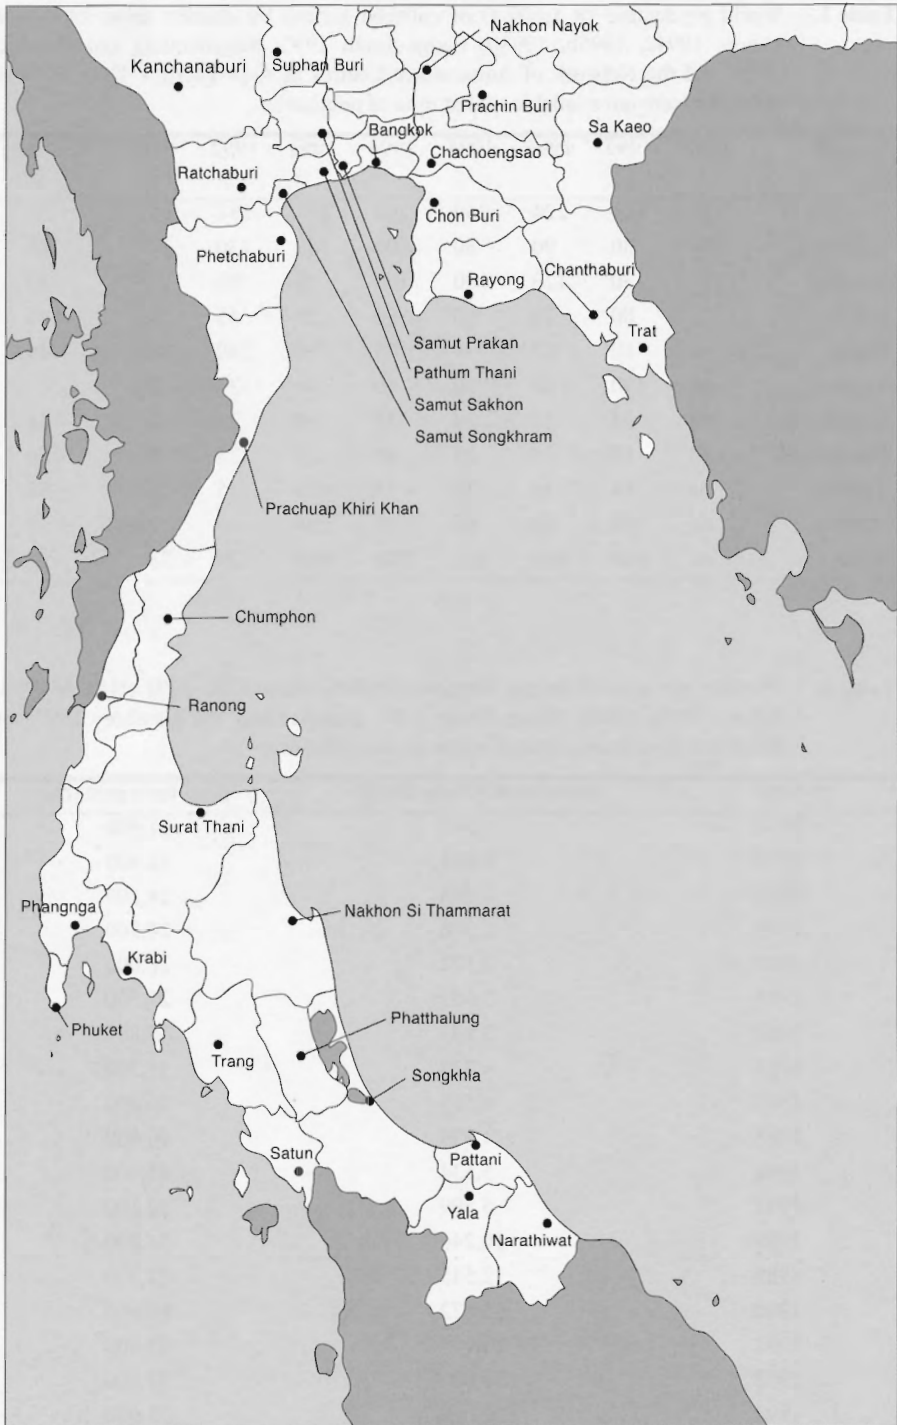 Nakhon Nayok
Suphan Buri
Kanchanaburi
Prachin Buri
Bangkok
Sa Kaeo
Chachoengsao
Ratchaburi
Chon Buri
Phetchaburi
Chanthaburi
Rayong
Trat
Samut Prakan
Pathum Thani
Samut Sakhon
Samut Songkhram
Prachuap Khiri Khan
Chumphon
Ranong
Surat Thani
Phangnga
Nakhon Si Thammarat
Krabi
Phatthalung
Phuket
Trang
Songkhla
Satun
Pattani
Yala
Narathiwat